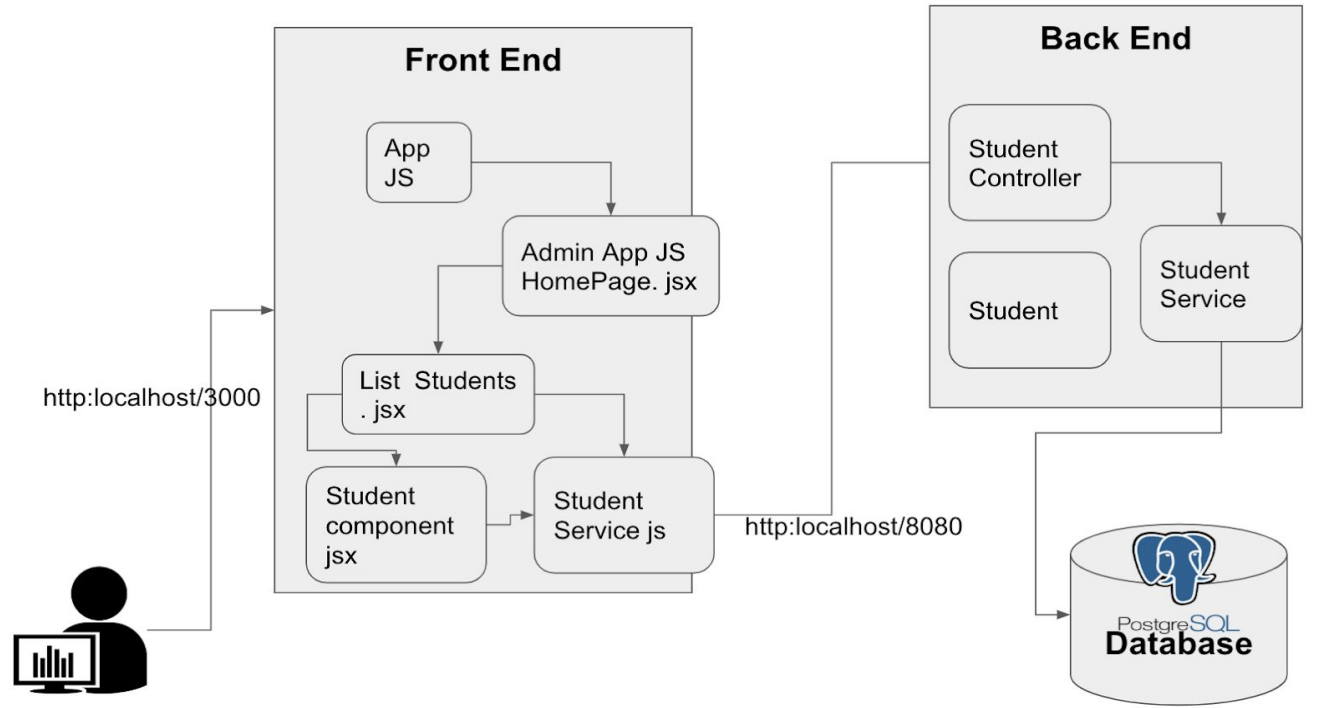 Front End
App
JS
Admin App JS
HomePage. jsx
List Students
. jsx
Student
component
jsx
Student
Service js
http:localhost/3000
http:localhost/8080
Back End
Student
Controller
Student
Student
Service
PostgreSQL
Database